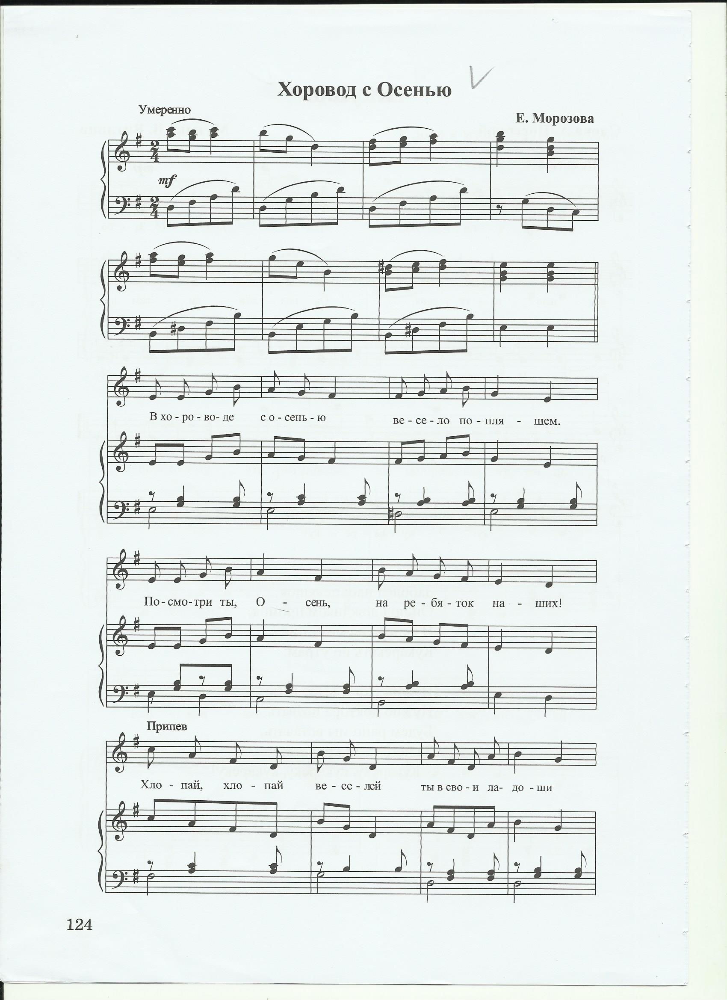 Хоровод с Осенью
Умеренно
Е. Морозова
mf
В хо - ро - во- де с о - сень - ю ве - се - ло по - пля - шем.
По - смо - три ты, О - сень, на ре - бя - ток на - ших!
Припев
Хло - пай, хло - пай ве - се - лей ты в сво - и ла- до - ши
124